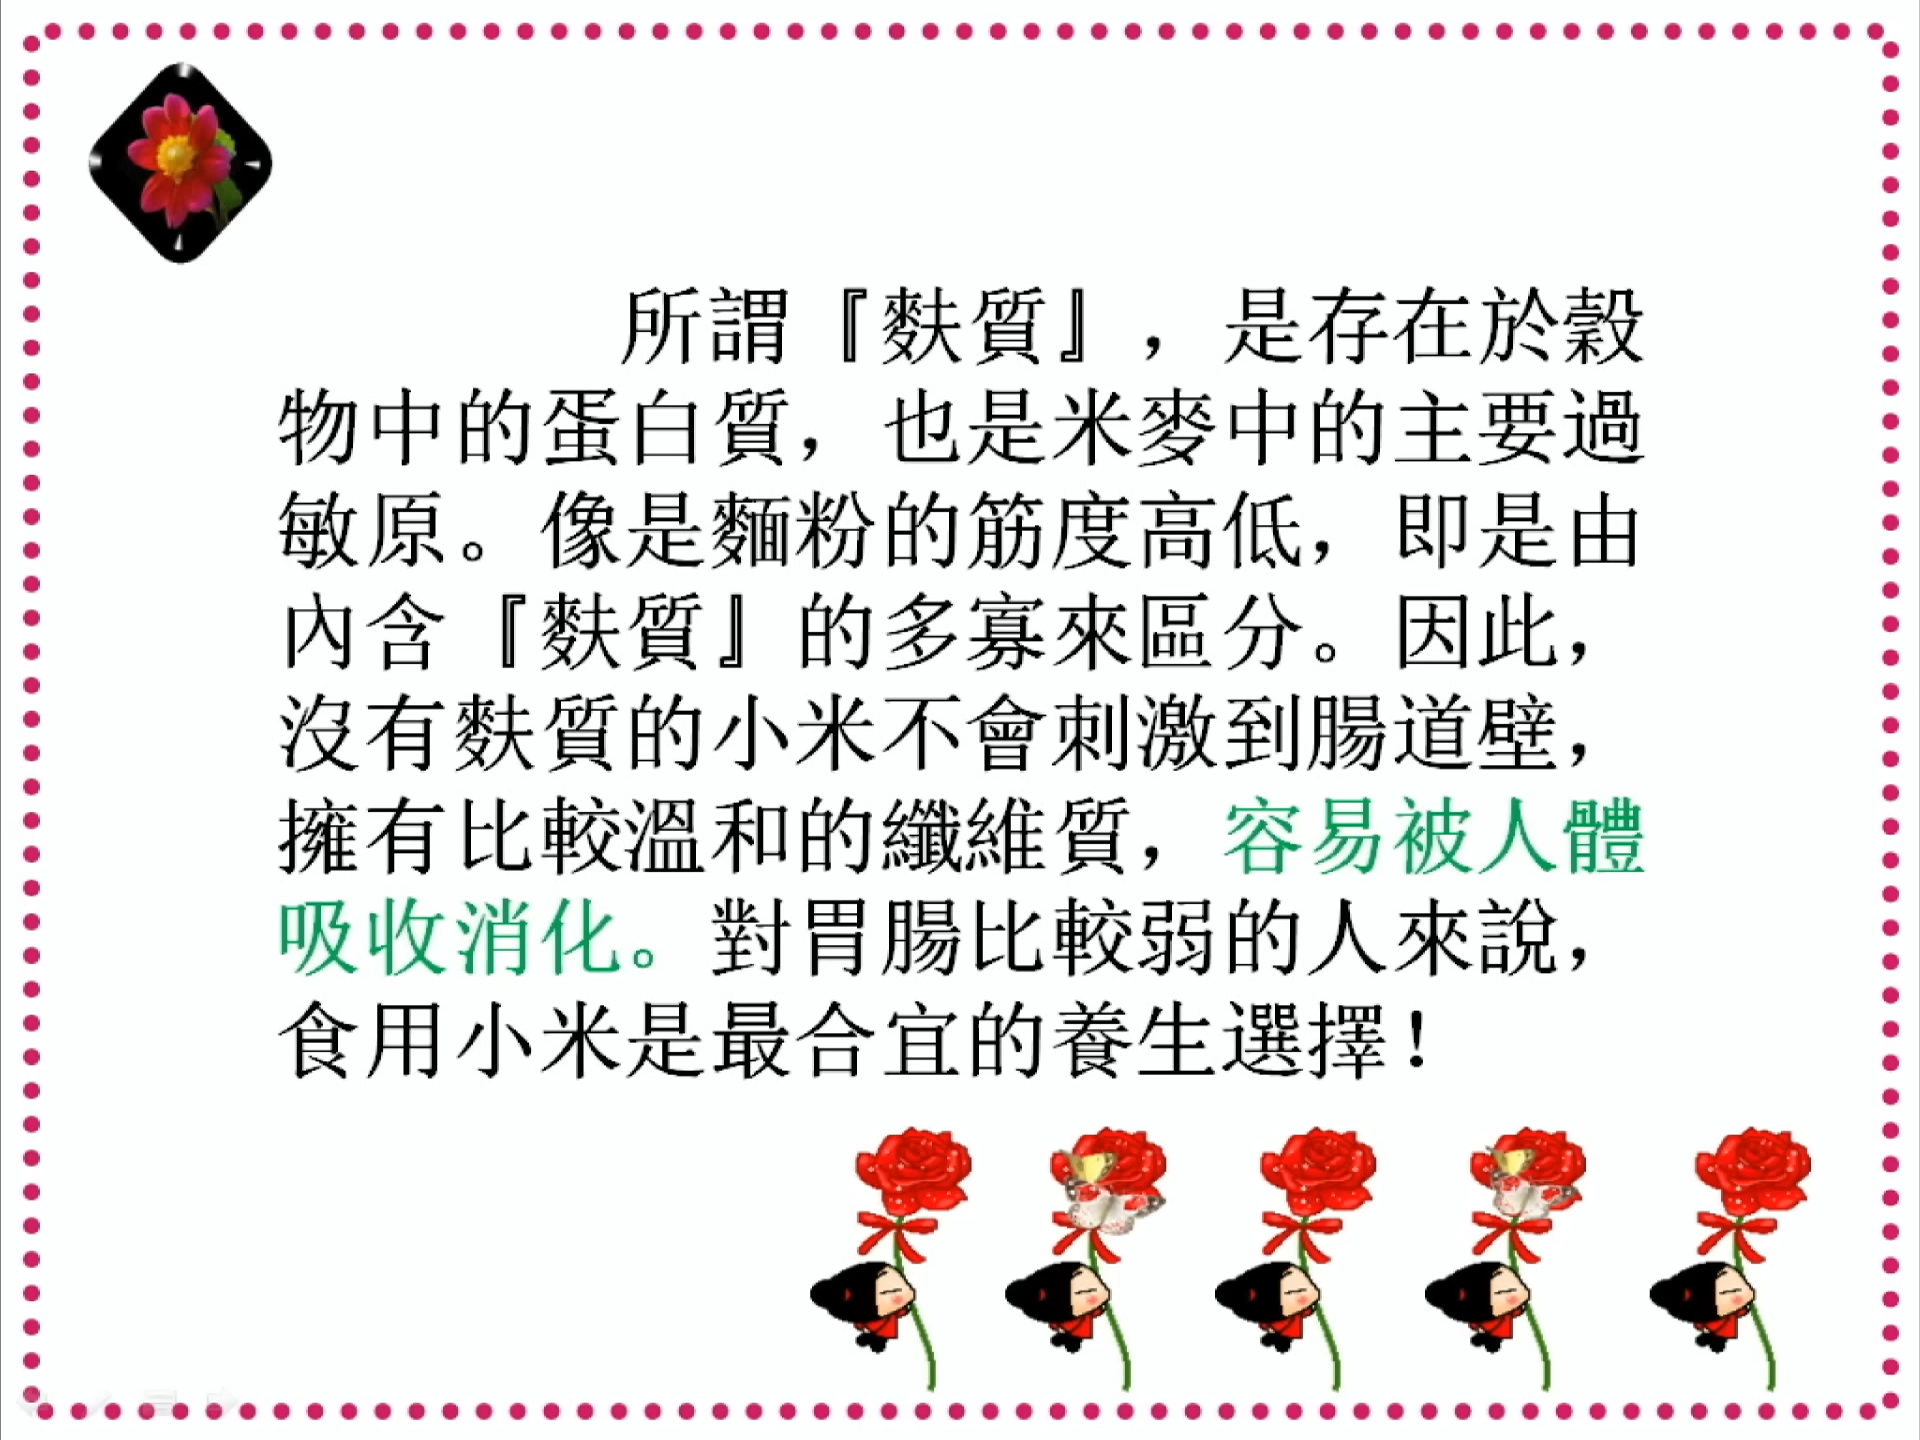 所謂『麩質』，是存在於穀
物中的蛋白質，也是米麥中的主要過
敏原。像是麵粉的筋度高低，即是由
內含『麩質』的多寡來區分。因此，
沒有麩質的小米不會刺激到腸道壁，
擁有比較溫和的纖維質，容易被人體
吸收消化。對胃腸比較弱的人來說，
食用小米是最合宜的養生選擇！